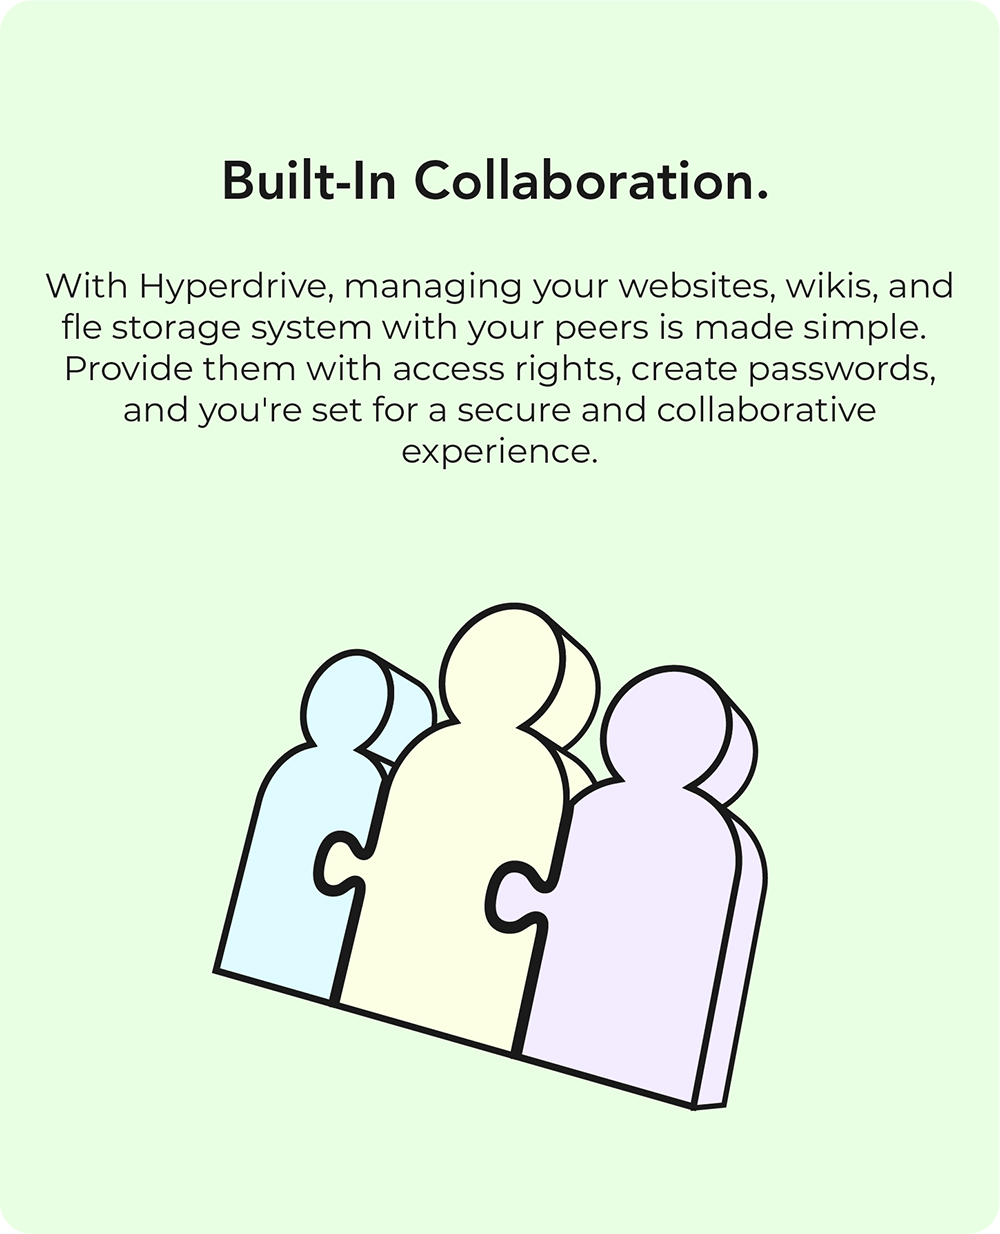 Built-In Collaboration.
With Hyperdrive, managing your websites, wikis, and
fle storage system with your peers is made simple.
Provide them with access rights, create passwords,
and you're set for a secure and collaborative
experience.